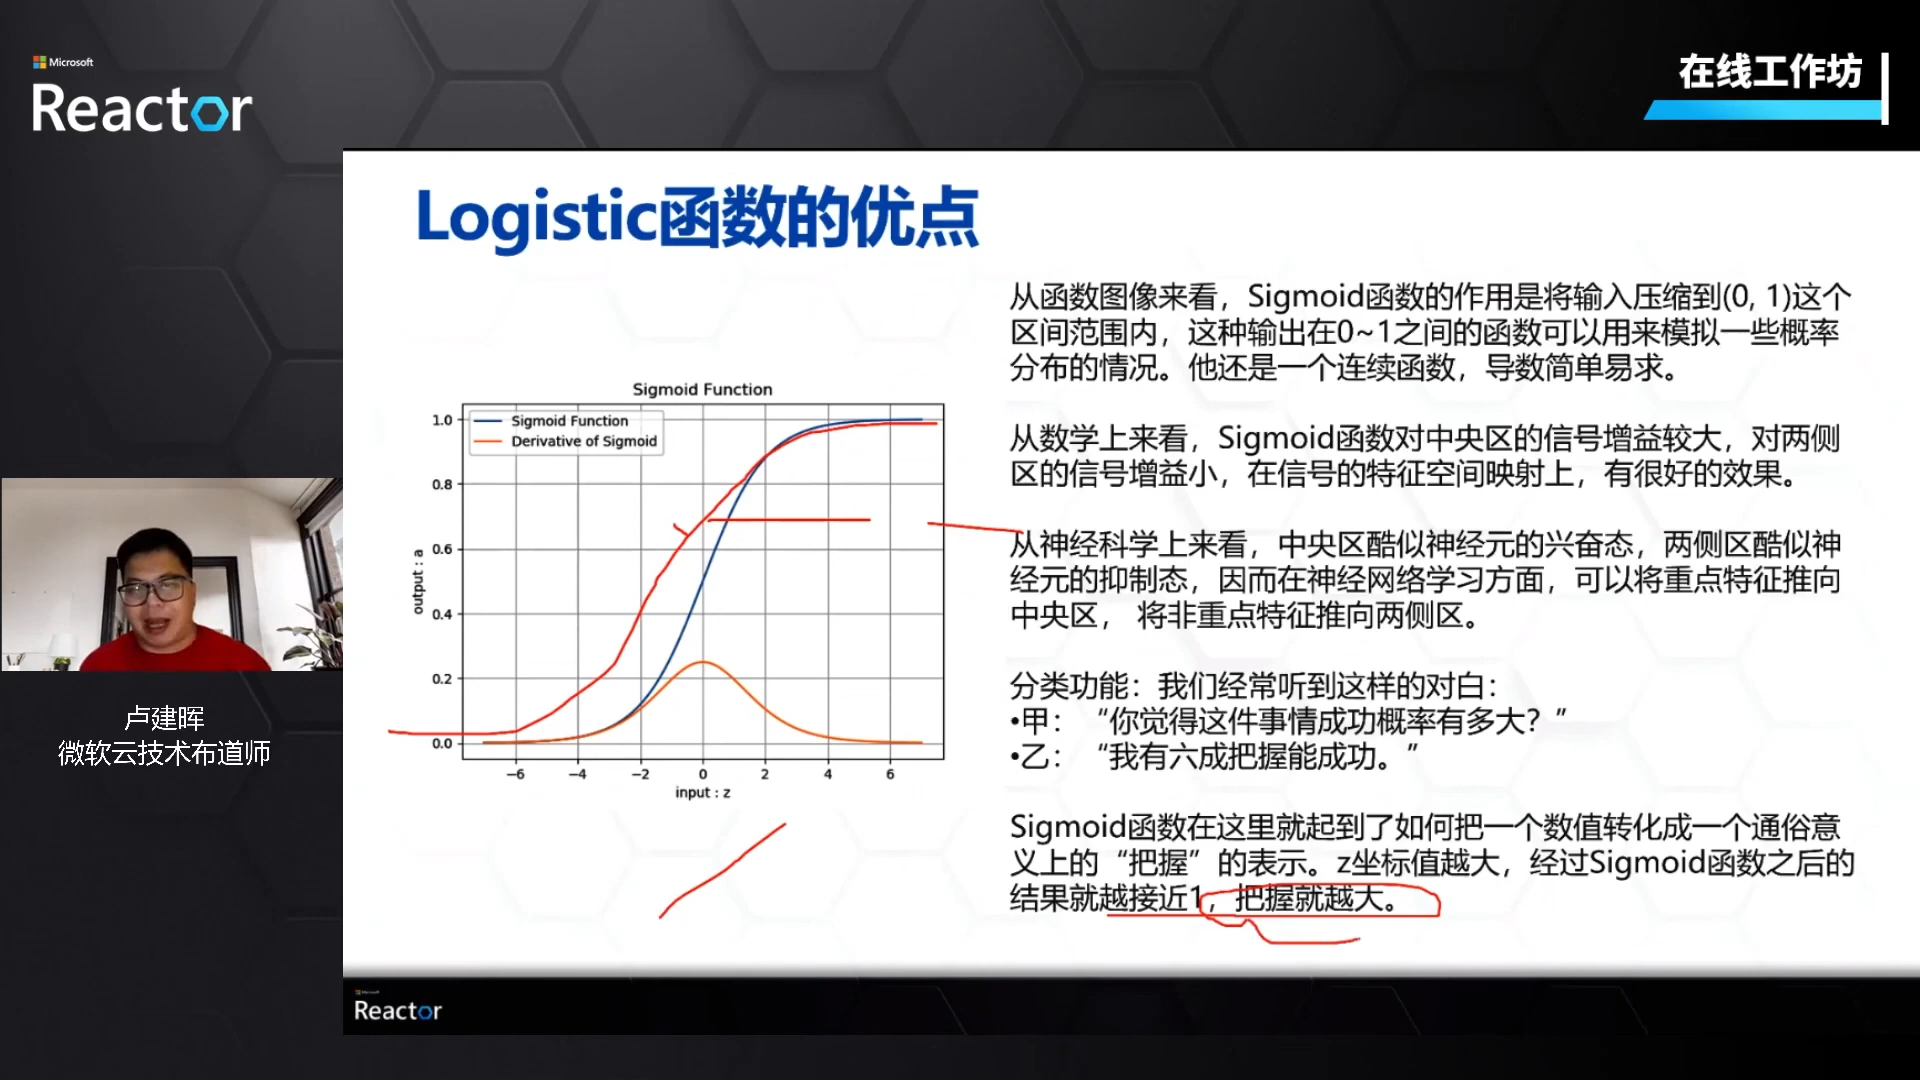 Microsoft
Reactor
在线工作坊
Logistic函数的优点
从函数图像来看，Sigmoid函数的作用是将输入压缩到(0, 1)这个
区间范围内，这种输出在0~1之间的函数可以用来模拟一些概率
分布的情况。他还是一个连续函数，导数简单易求。
从数学上来看，Sigmoid函数对中央区的信号增益较大，对两侧
区的信号增益小，在信号的特征空间映射上，有很好的效果。
从神经科学上来看，中央区酷似神经元的兴奋态，两侧区酷似神
经元的抑制态，因而在神经网络学习方面，可以将重点特征推向
中央区， 将非重点特征推向两侧区。
分类功能：我们经常听到这样的对白：
•甲： “你觉得这件事情成功概率有多大？”
•乙： “我有六成把握能成功。”
Sigmoid函数在这里就起到了如何把一个数值转化成一个通俗意
义上的“把握”的表示。z坐标值越大，经过Sigmoid函数之后的
结果就越接近1，把握就越大。
Sigmoid Function
Sigmoid Function
Derivative of Sigmoid
1.0
0.8
0.6
0.4
0.2
0.0
output : a
−6 −4 −2 0 2 4 6
input : z
卢建晖
微软云技术布道师
Microsoft
Reactor